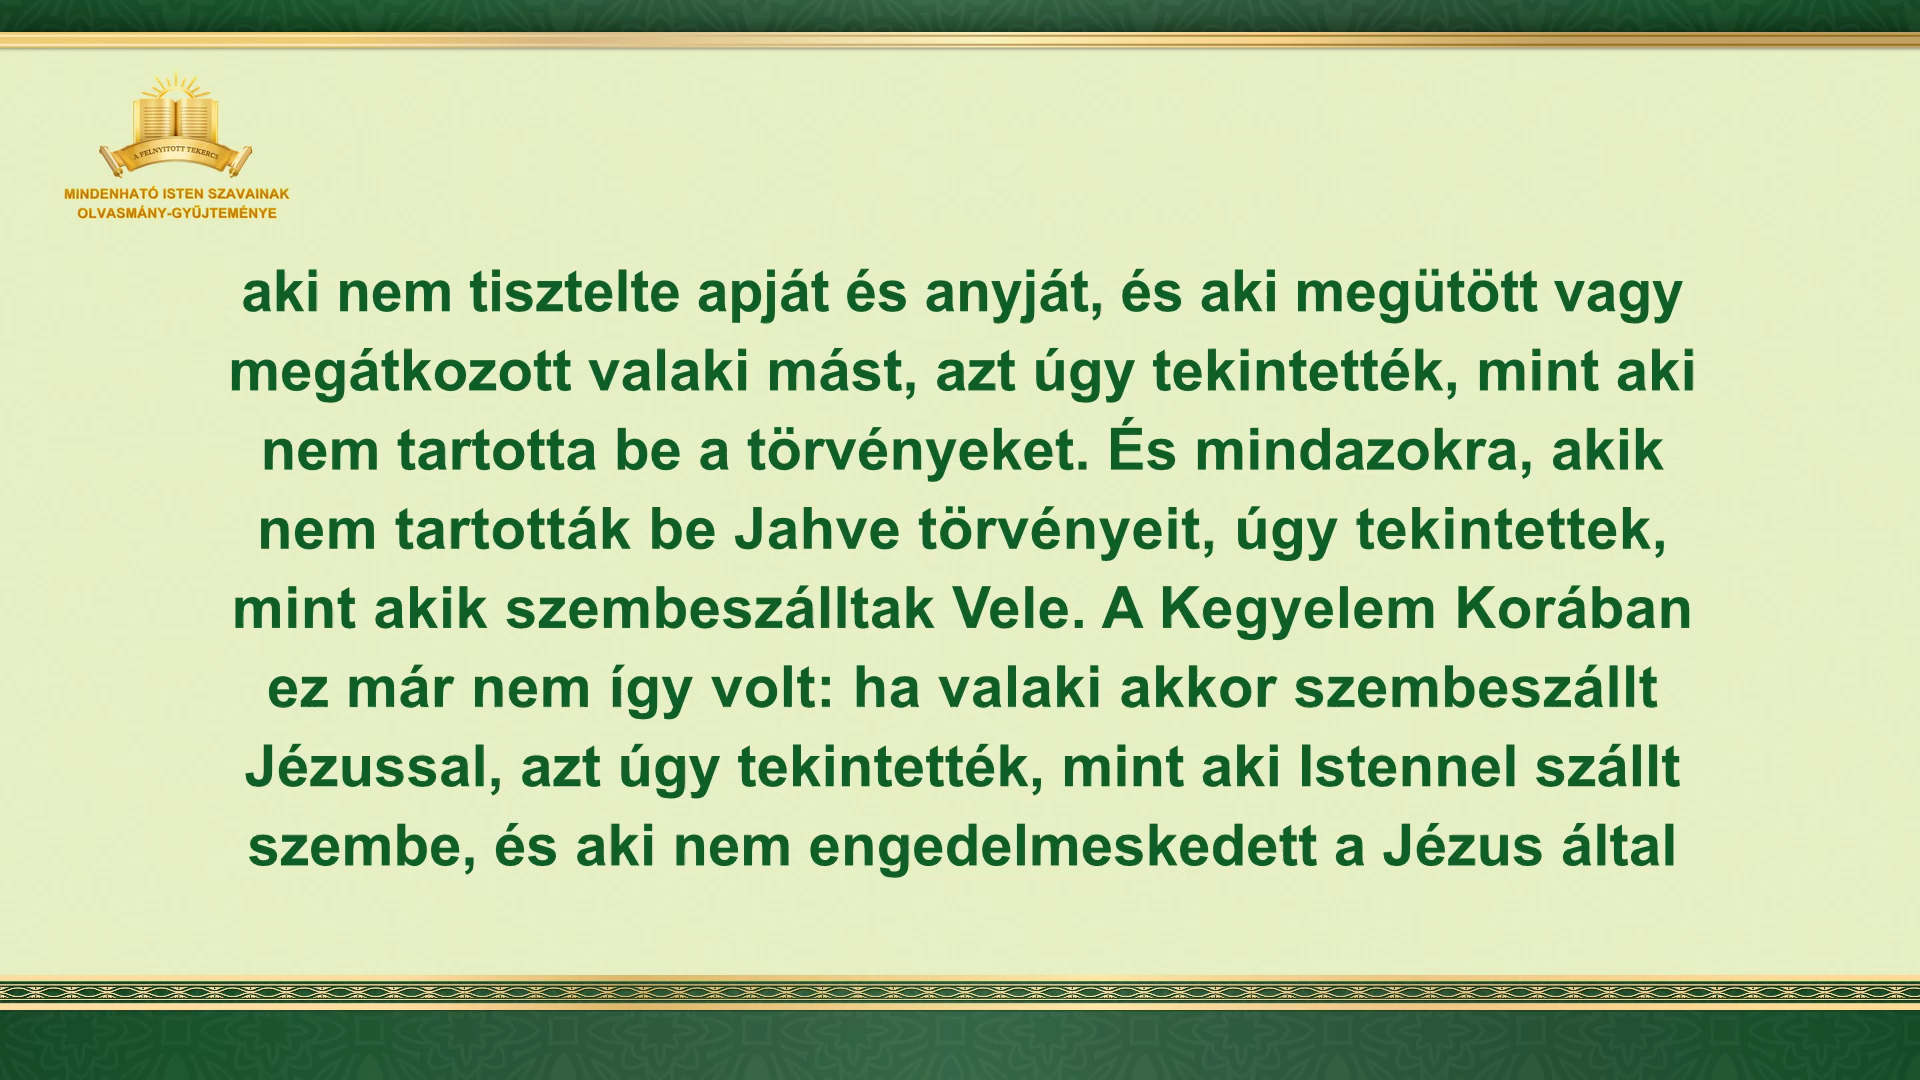 A FELNYITOTT TEKERCS
MINDENHATÓ ISTEN SZAVAINAK
OLVASMÁNY-GYŰJTEMÉNYE
aki nem tisztelte apját és anyját, és aki megütött vagy
megátkozott valaki mást, azt úgy tekintették, mint aki
nem tartotta be a törvényeket. És mindazokra, akik
nem tartották be Jahve törvényeit, úgy tekintettek,
mint akik szembeszálltak Vele. A Kegyelem Korában
ez már nem így volt: ha valaki akkor szembeszállt
Jézussal, azt úgy tekintették, mint aki Istennel szállt
szembe, és aki nem engedelmeskedett a Jézus által